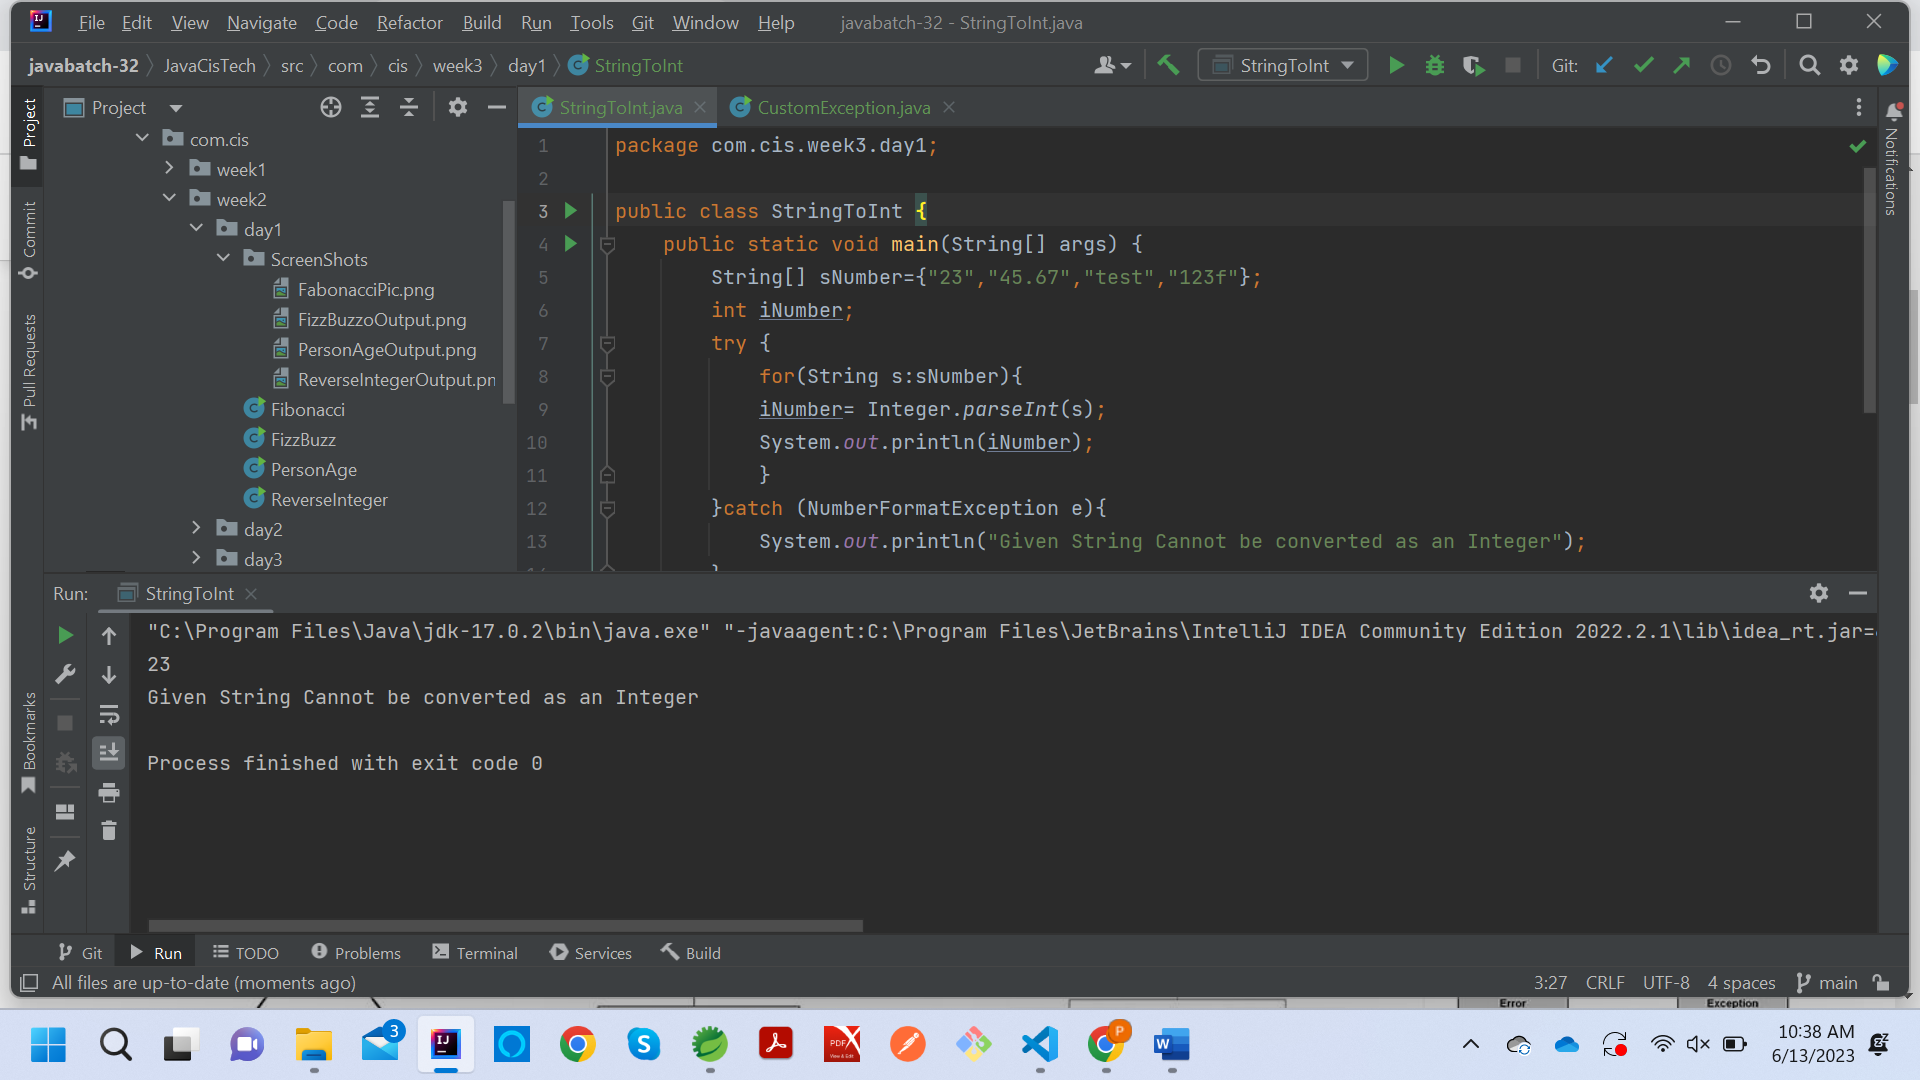 File Edit View Navigate Code Refactor Build Run Tools Git Window Help javabatch-32 - StringToInt.java
javabatch-32 JavaCisTech src com cis week3 day1 StringToInt StringToInt Git:
Project
StringToInt.java CustomException.java
com.cis
week1
week2
day1
ScreenShots
FabonacciPic.png
FizzBuzzoOutput.png
PersonAgeOutput.png
ReverseIntegerOutput.pn
Fibonacci
FizzBuzz
PersonAge
ReverseInteger
day2
day3
Project
Commit
Pull Requests
Bookmarks
Structure
Notifications
1 package com.cis.week3.day1;
2
3 public class StringToInt {
4 public static void main(String[] args) {
5 String[] sNumber={"23","45.67","test","123f"};
6 int iNumber;
7 try {
8 for(String s:sNumber){
9 iNumber= Integer.parseInt(s);
10 System.out.println(iNumber);
11 }
12 }catch (NumberFormatException e){
13 System.out.println("Given String Cannot be converted as an Integer");
Run: StringToInt
"C:\Program Files\Java\jdk-17.0.2\bin\java.exe" "-javaagent:C:\Program Files\JetBrains\IntelliJ IDEA Community Edition 2022.2.1\lib\idea_rt.jar=
23
Given String Cannot be converted as an Integer
Process finished with exit code 0
Git Run TODO Problems Terminal Services Build
All files are up-to-date (moments ago) 3:27 CRLF UTF-8 4 spaces main
Error Exception
3
P
10:38 AM
6/13/2023